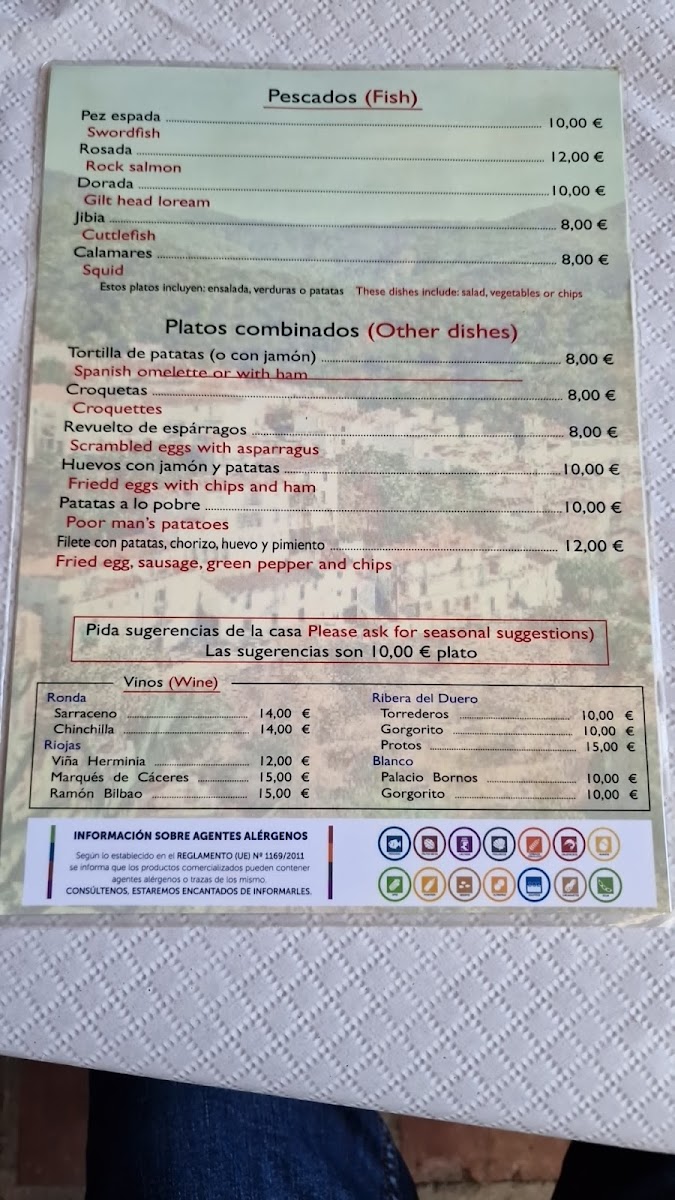 Pescados (Fish)
Pez espada 10,00 €
Swordfish
Rosada 12,00 €
Rock salmon
Dorada 10,00 €
Gilt head loream
Jibia 8,00 €
Cuttlefish
Calamares 8,00 €
Squid
Estos platos incluyen: ensalada, verduras o patatas These dishes include: salad, vegetables or chips
Platos combinados (Other dishes)
Tortilla de patatas (o con jamón) 8,00 €
Spanish omelette or with ham
Croquetas 8,00 €
Croquettes
Revuelto de espárragos 8,00 €
Scrambled eggs with asparragus
Huevos con jamón y patatas 10,00 €
Friedd eggs with chips and ham
Patatas a lo pobre 10,00 €
Poor man's patatoes
Filete con patatas, chorizo, huevo y pimiento 12,00 €
Fried egg, sausage, green pepper and chips
Pida sugerencias de la casa Please ask for seasonal suggestions)
Las sugerencias son 10,00 € plato
Vinos (Wine)
Ronda
Sarraceno 14,00 €
Chinchilla 14,00 €
Riojas
Viña Herminia 12,00 €
Marqués de Cáceres 15,00 €
Ramón Bilbao 15,00 €
Ribera del Duero
Torrederos 10,00 €
Gorgorito 10,00 €
Protos 15,00 €
Blanco
Palacio Bornos 10,00 €
Gorgorito 10,00 €
INFORMACIÓN SOBRE AGENTES ALÉRGENOS
Según lo establecido en el REGLAMENTO (UE) Nº 1169/2011
se informa que los productos comercializados pueden contener
agentes alérgenos o trazas de los mismo.
CONSÚLTENOS, ESTAREMOS ENCANTADOS DE INFORMARLES.